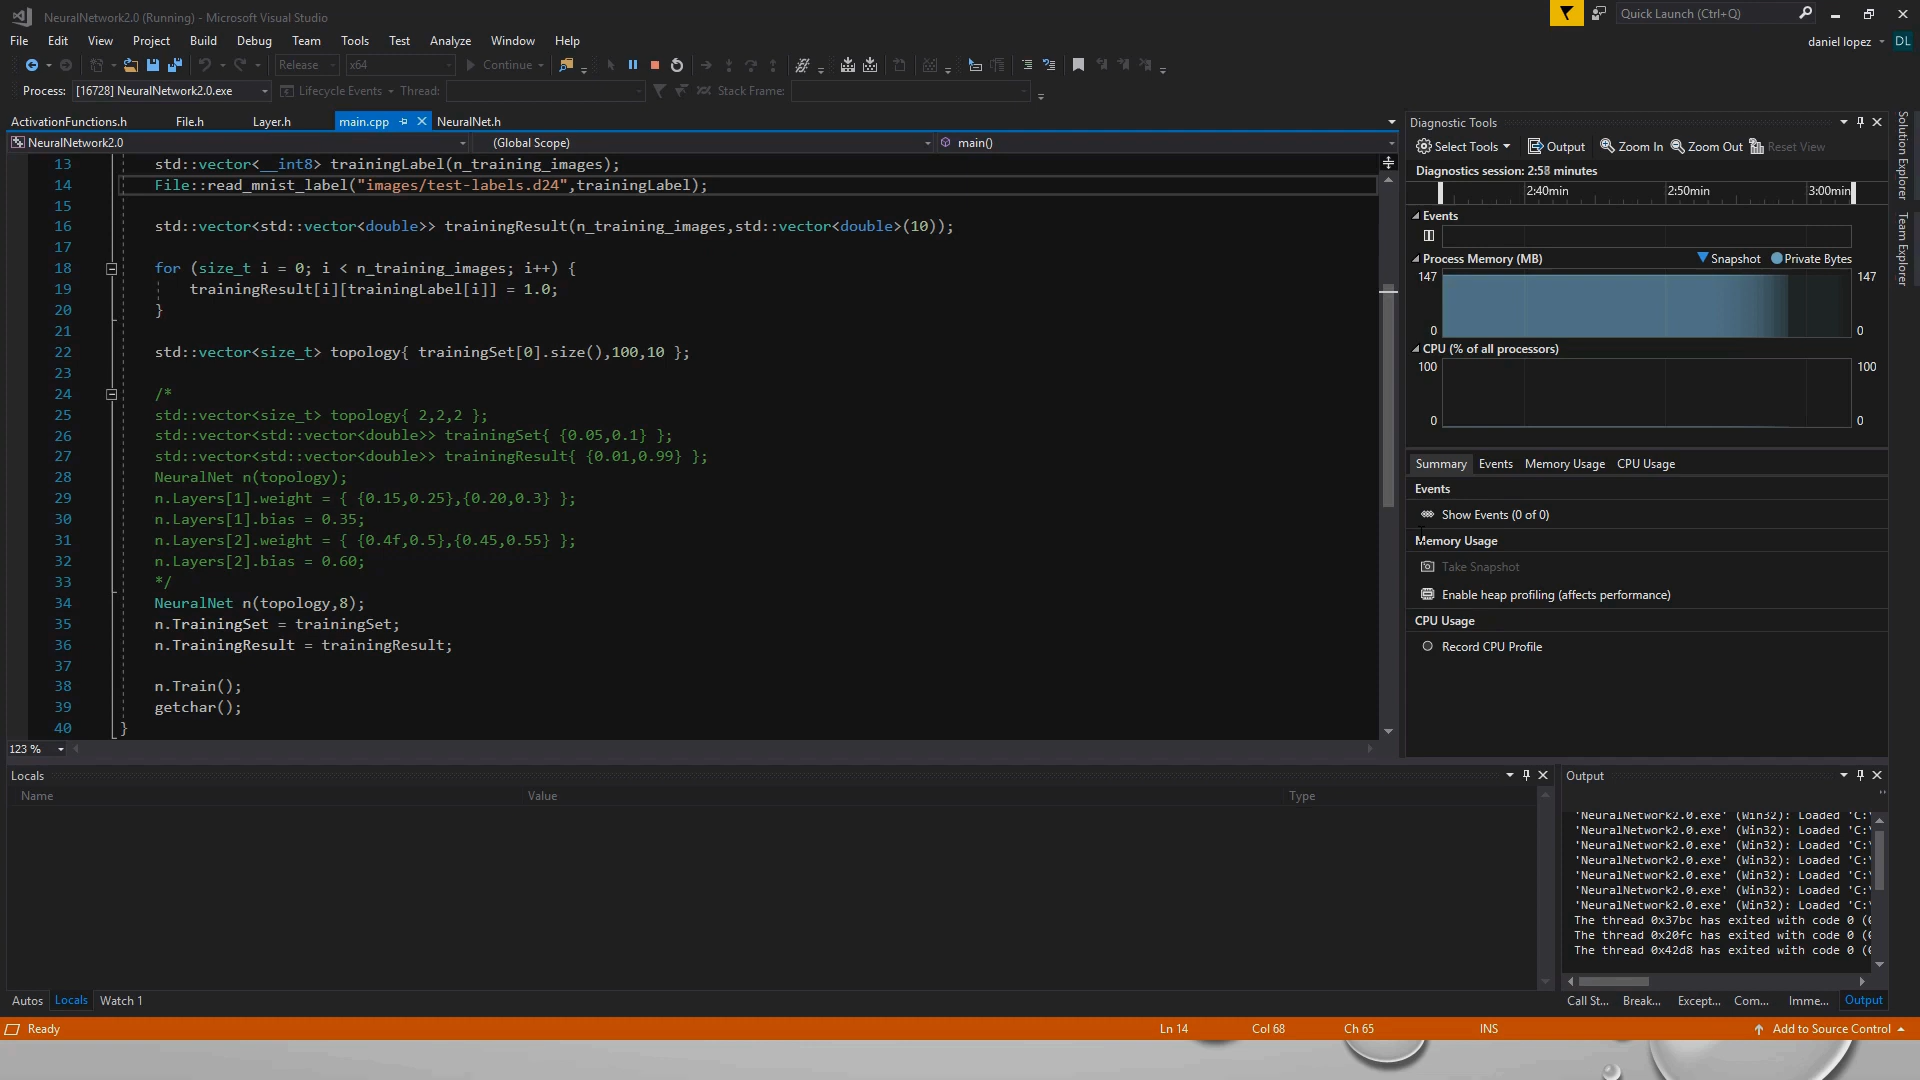 NeuralNetwork2.0 (Running) - Microsoft Visual Studio
Quick Launch (Ctrl+Q)
File Edit View Project Build Debug Team Tools Test Analyze Window Help
daniel lopez DL
Release x64 Continue
Process: [16728] NeuralNetwork2.0.exe Lifecycle Events Thread: Stack Frame:
ActivationFunctions.h File.h Layer.h main.cpp NeuralNet.h
NeuralNetwork2.0 (Global Scope) main()
13 std::vector<__int8> trainingLabel(n_training_images);
14 File::read_mnist_label("images/test-labels.d24",trainingLabel);
15
16 std::vector<std::vector<double>> trainingResult(n_training_images,std::vector<double>(10));
17
18 for (size_t i = 0; i < n_training_images; i++) {
19 trainingResult[i][trainingLabel[i]] = 1.0;
20 }
21
22 std::vector<size_t> topology{ trainingSet[0].size(),100,10 };
23
24 /*
25 std::vector<size_t> topology{ 2,2,2 };
26 std::vector<std::vector<double>> trainingSet{ {0.05,0.1} };
27 std::vector<std::vector<double>> trainingResult{ {0.01,0.99} };
28 NeuralNet n(topology);
29 n.Layers[1].weight = { {0.15,0.25},{0.20,0.3} };
30 n.Layers[1].bias = 0.35;
31 n.Layers[2].weight = { {0.4f,0.5},{0.45,0.55} };
32 n.Layers[2].bias = 0.60;
33 */
34 NeuralNet n(topology,8);
35 n.TrainingSet = trainingSet;
36 n.TrainingResult = trainingResult;
37
38 n.Train();
39 getchar();
40 }
123 %
Diagnostic Tools
Select Tools Output Zoom In Zoom Out Reset View
Diagnostics session: 2:58 minutes
2:40min 2:50min 3:00min
Events
Process Memory (MB) Snapshot Private Bytes
147 147
0 0
CPU (% of all processors)
100 100
0 0
Summary Events Memory Usage CPU Usage
Events
Show Events (0 of 0)
Memory Usage
Take Snapshot
Enable heap profiling (affects performance)
CPU Usage
Record CPU Profile
Solution Explorer
Team Explorer
Locals
Name Value Type
Autos Locals Watch 1
Output
'NeuralNetwork2.0.exe' (Win32): Loaded 'C:\
'NeuralNetwork2.0.exe' (Win32): Loaded 'C:\
'NeuralNetwork2.0.exe' (Win32): Loaded 'C:\
'NeuralNetwork2.0.exe' (Win32): Loaded 'C:\
'NeuralNetwork2.0.exe' (Win32): Loaded 'C:\
'NeuralNetwork2.0.exe' (Win32): Loaded 'C:\
'NeuralNetwork2.0.exe' (Win32): Loaded 'C:\
The thread 0x37bc has exited with code 0 (
The thread 0x20fc has exited with code 0 (
The thread 0x42d8 has exited with code 0 (
Call St... Break... Except... Com... Imme... Output
Ready Ln 14 Col 68 Ch 65 INS Add to Source Control